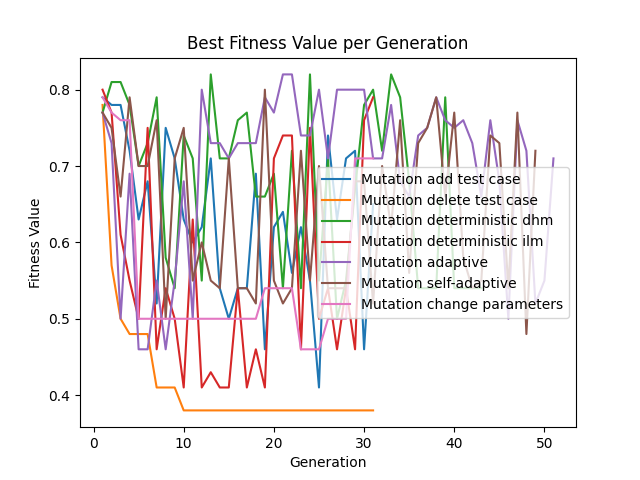 Best Fitness Value per Generation
Fitness Value
0.8
0.7
0.6
0.5
0.4
Mutation add test case
Mutation delete test case
Mutation deterministic dhm
Mutation deterministic ilm
Mutation adaptive
Mutation self-adaptive
Mutation change parameters
0
10
20
30
40
50
Generation